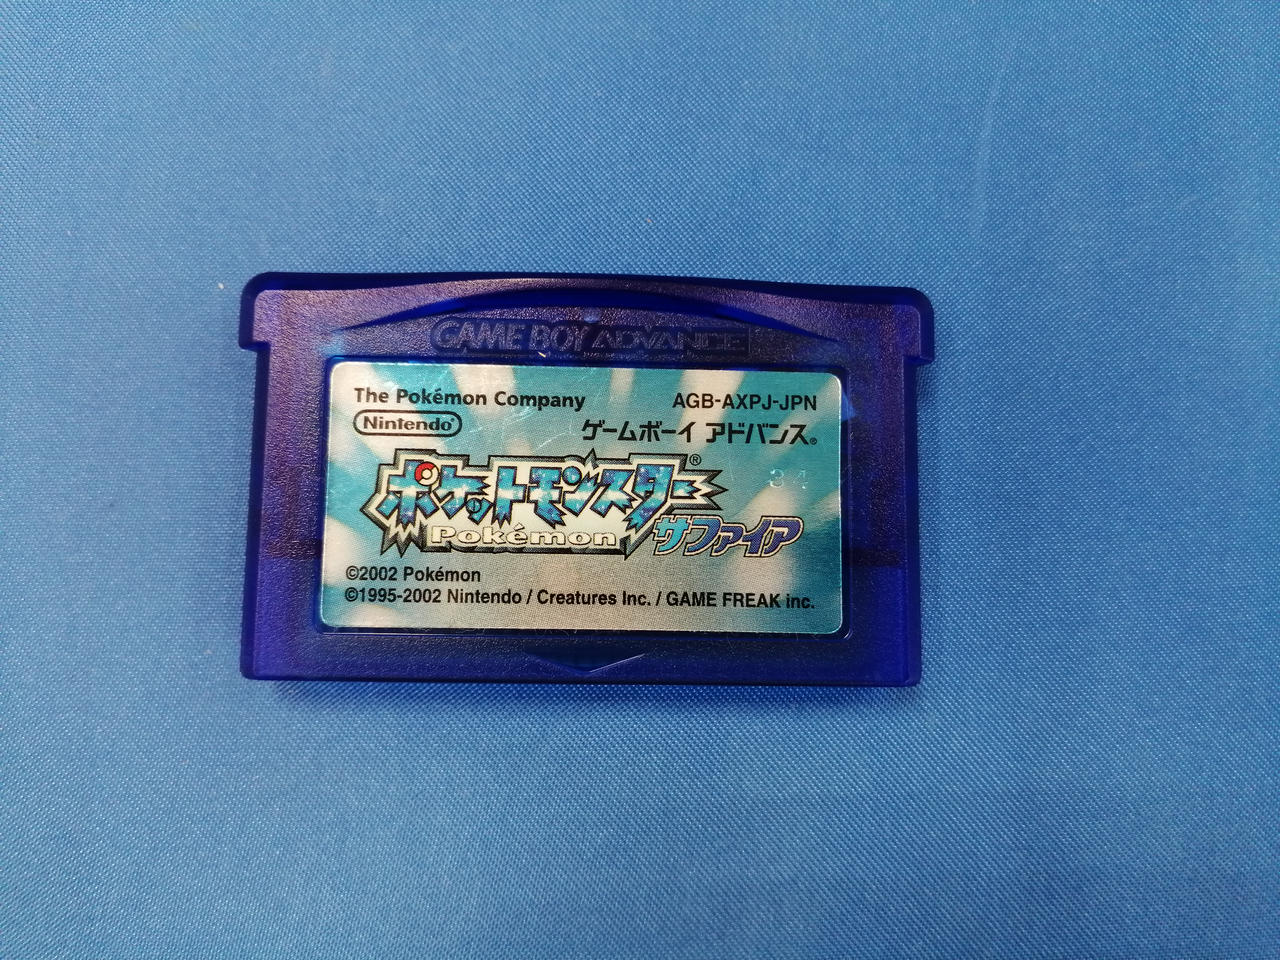 GAME BOY ADVANCE
The Pokémon Company AGB-AXPJ-JPN
Nintendo® ゲームボーイ アドバンス®
ポケットモンスター®
Pokémon サファイア
34
©2002 Pokémon
©1995-2002 Nintendo / Creatures Inc. / GAME FREAK inc.